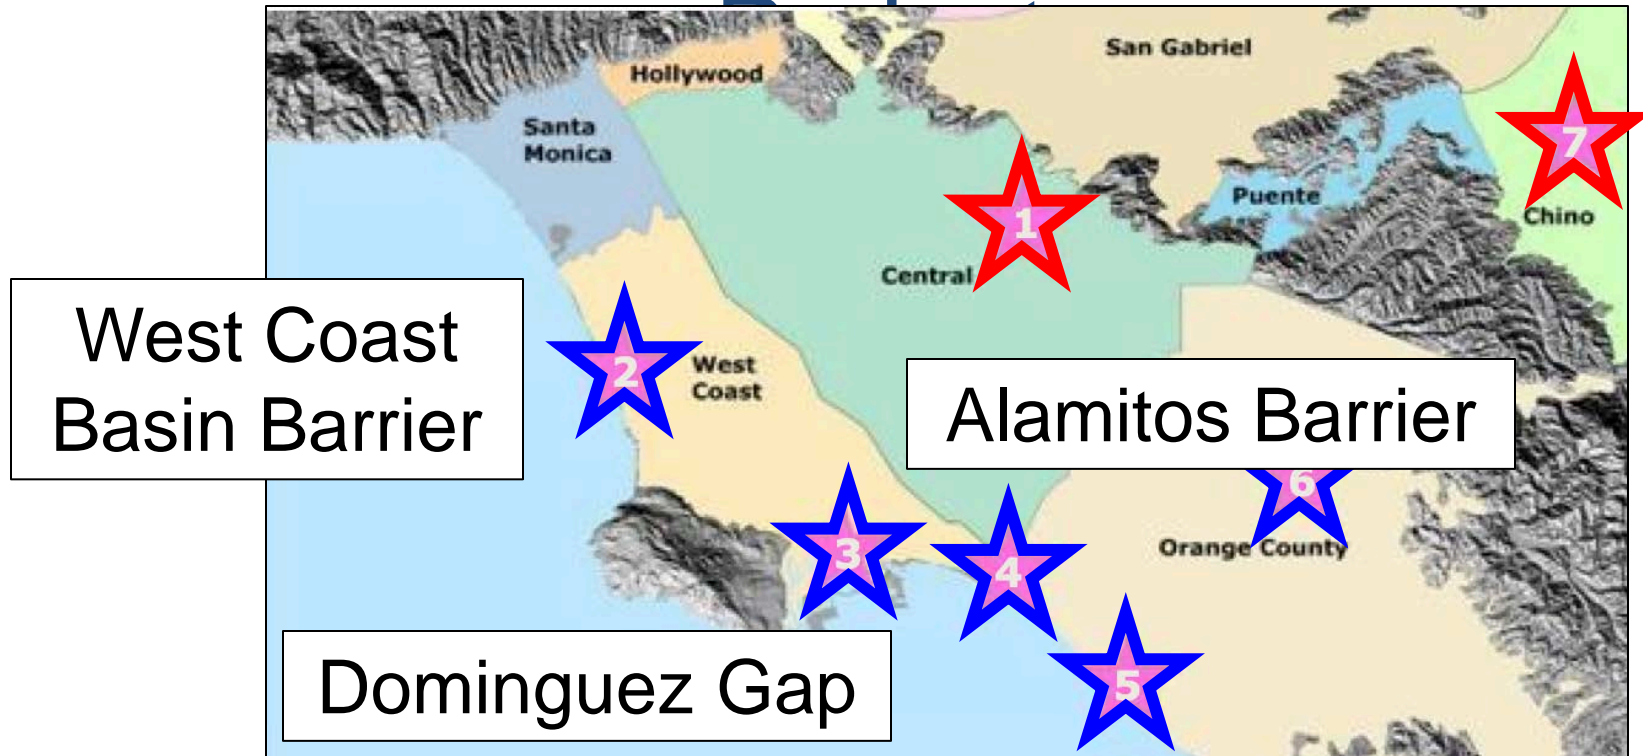 San Gabriel
Hollywood
7
Santa
Monica
Puente
1
Chino
Central
West Coast
Basin Barrier
2
West
Coast
Alamitos Barrier
6
3
4
Orange County
Dominguez Gap
5